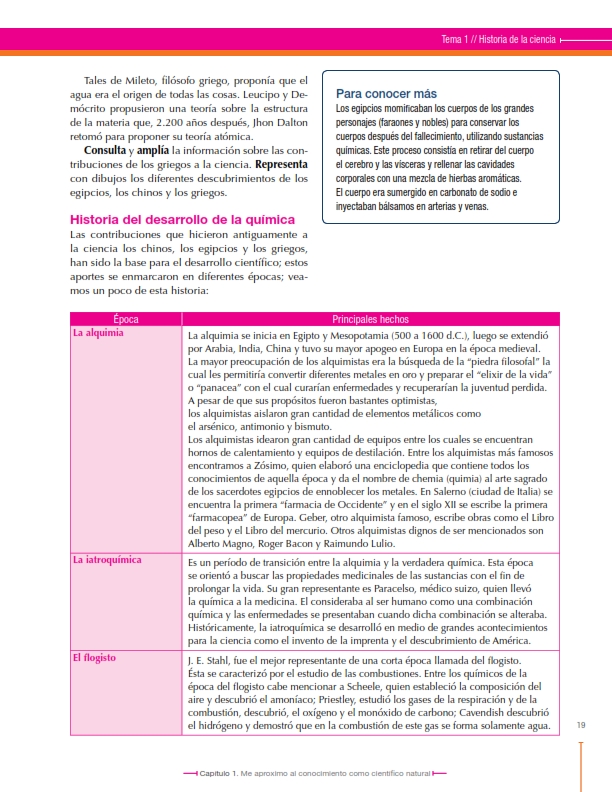 Tema 1 // Historia de la ciencia
Tales de Mileto, filósofo griego, proponía que el
agua era el origen de todas las cosas. Leucipo y De-
mócrito propusieron una teoría sobre la estructura
de la materia que, 2.200 años después, Jhon Dalton
retomó para proponer su teoría atómica.
Consulta y amplía la información sobre las con-
tribuciones de los griegos a la ciencia. Representa
con dibujos los diferentes descubrimientos de los
egipcios, los chinos y los griegos.
Historia del desarrollo de la química
Las contribuciones que hicieron antiguamente a
la ciencia los chinos, los egipcios y los griegos,
han sido la base para el desarrollo científico; estos
aportes se enmarcaron en diferentes épocas; vea-
mos un poco de esta historia:
Para conocer más
Los egipcios momificaban los cuerpos de los grandes
personajes (faraones y nobles) para conservar los
cuerpos después del fallecimiento, utilizando sustancias
químicas. Este proceso consistía en retirar del cuerpo
el cerebro y las vísceras y rellenar las cavidades
corporales con una mezcla de hierbas aromáticas.
El cuerpo era sumergido en carbonato de sodio e
inyectaban bálsamos en arterias y venas.
Época
Principales hechos
La alquimia
La alquimia se inicia en Egipto y Mesopotamia (500 a 1600 d.C.), luego se extendió
por Arabia, India, China y tuvo su mayor apogeo en Europa en la época medieval.
La mayor preocupación de los alquimistas era la búsqueda de la “piedra filosofal” la
cual les permitiría convertir diferentes metales en oro y preparar el “elixir de la vida”
o “panacea” con el cual curarían enfermedades y recuperarían la juventud perdida.
A pesar de que sus propósitos fueron bastantes optimistas,
los alquimistas aislaron gran cantidad de elementos metálicos como
el arsénico, antimonio y bismuto.
Los alquimistas idearon gran cantidad de equipos entre los cuales se encuentran
hornos de calentamiento y equipos de destilación. Entre los alquimistas más famosos
encontramos a Zósimo, quien elaboró una enciclopedia que contiene todos los
conocimientos de aquella época y da el nombre de chemia (quimia) al arte sagrado
de los sacerdotes egipcios de ennoblecer los metales. En Salerno (ciudad de Italia) se
encuentra la primera “farmacia de Occidente” y en el siglo XII se escribe la primera
“farmacopea” de Europa. Geber, otro alquimista famoso, escribe obras como el Libro
del peso y el Libro del mercurio. Otros alquimistas dignos de ser mencionados son
Alberto Magno, Roger Bacon y Raimundo Lulio.
La iatroquímica
Es un período de transición entre la alquimia y la verdadera química. Esta época
se orientó a buscar las propiedades medicinales de las sustancias con el fin de
prolongar la vida. Su gran representante es Paracelso, médico suizo, quien llevó
la química a la medicina. El consideraba al ser humano como una combinación
química y las enfermedades se presentaban cuando dicha combinación se alteraba.
Históricamente, la iatroquímica se desarrolló en medio de grandes acontecimientos
para la ciencia como el invento de la imprenta y el descubrimiento de América.
El flogisto
J. E. Stahl, fue el mejor representante de una corta época llamada del flogisto.
Ésta se caracterizó por el estudio de las combustiones. Entre los químicos de la
época del flogisto cabe mencionar a Scheele, quien estableció la composición del
aire y descubrió el amoníaco; Priestley, estudió los gases de la respiración y de la
combustión, descubrió, el oxígeno y el monóxido de carbono; Cavendish descubrió
el hidrógeno y demostró que en la combustión de este gas se forma solamente agua.
19
Capítulo 1. Me aproximo al conocimiento como científico natural